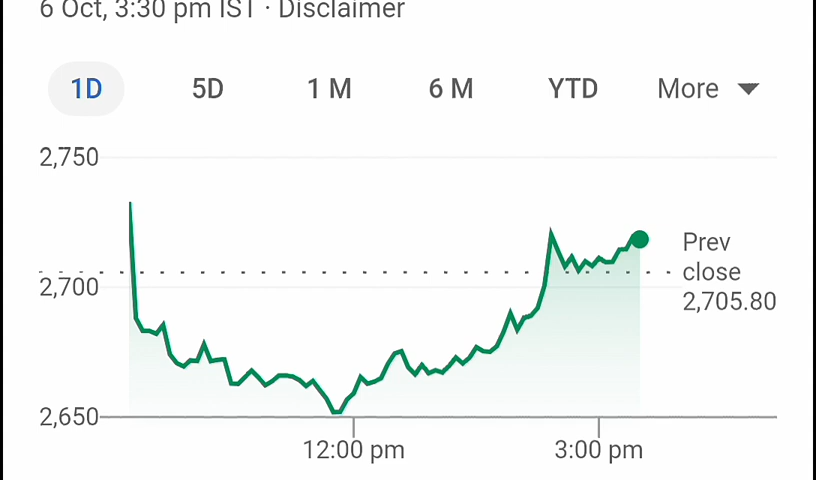 6 Oct, 3:30 pm IST · Disclaimer
1D 5D 1 M 6 M YTD More
2,750
Prev
close
2,705.80
2,700
2,650
12:00 pm 3:00 pm